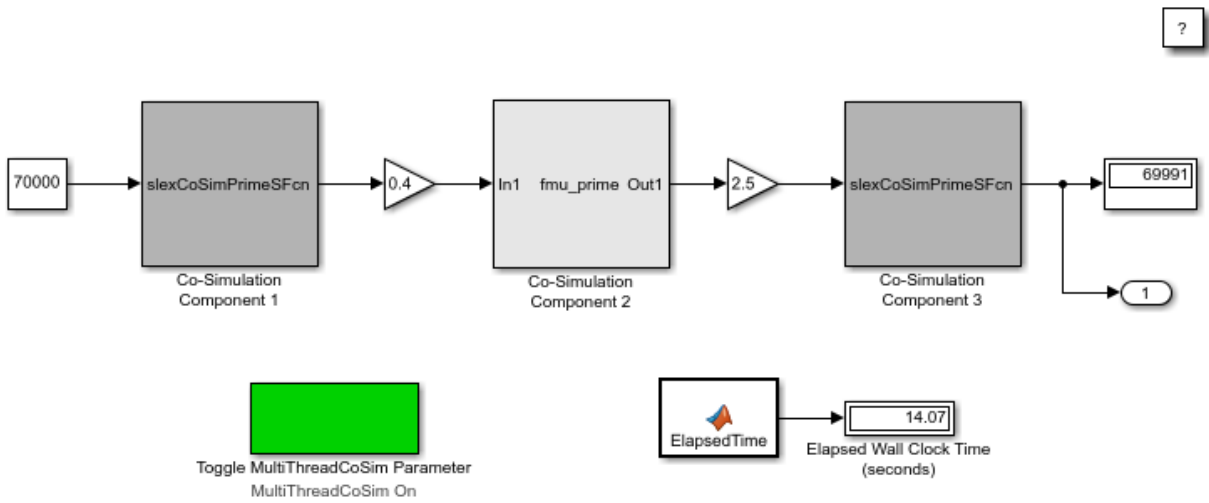 ?
70000
slexCoSimPrimeSFcn
0.4
In1 fmu_prime Out1
2.5
slexCoSimPrimeSFcn
69991
Co-Simulation
Component 1
Co-Simulation
Component 2
Co-Simulation
Component 3
1
Toggle MultiThreadCoSim Parameter
MultiThreadCoSim On
ElapsedTime
14.07
Elapsed Wall Clock Time
(seconds)